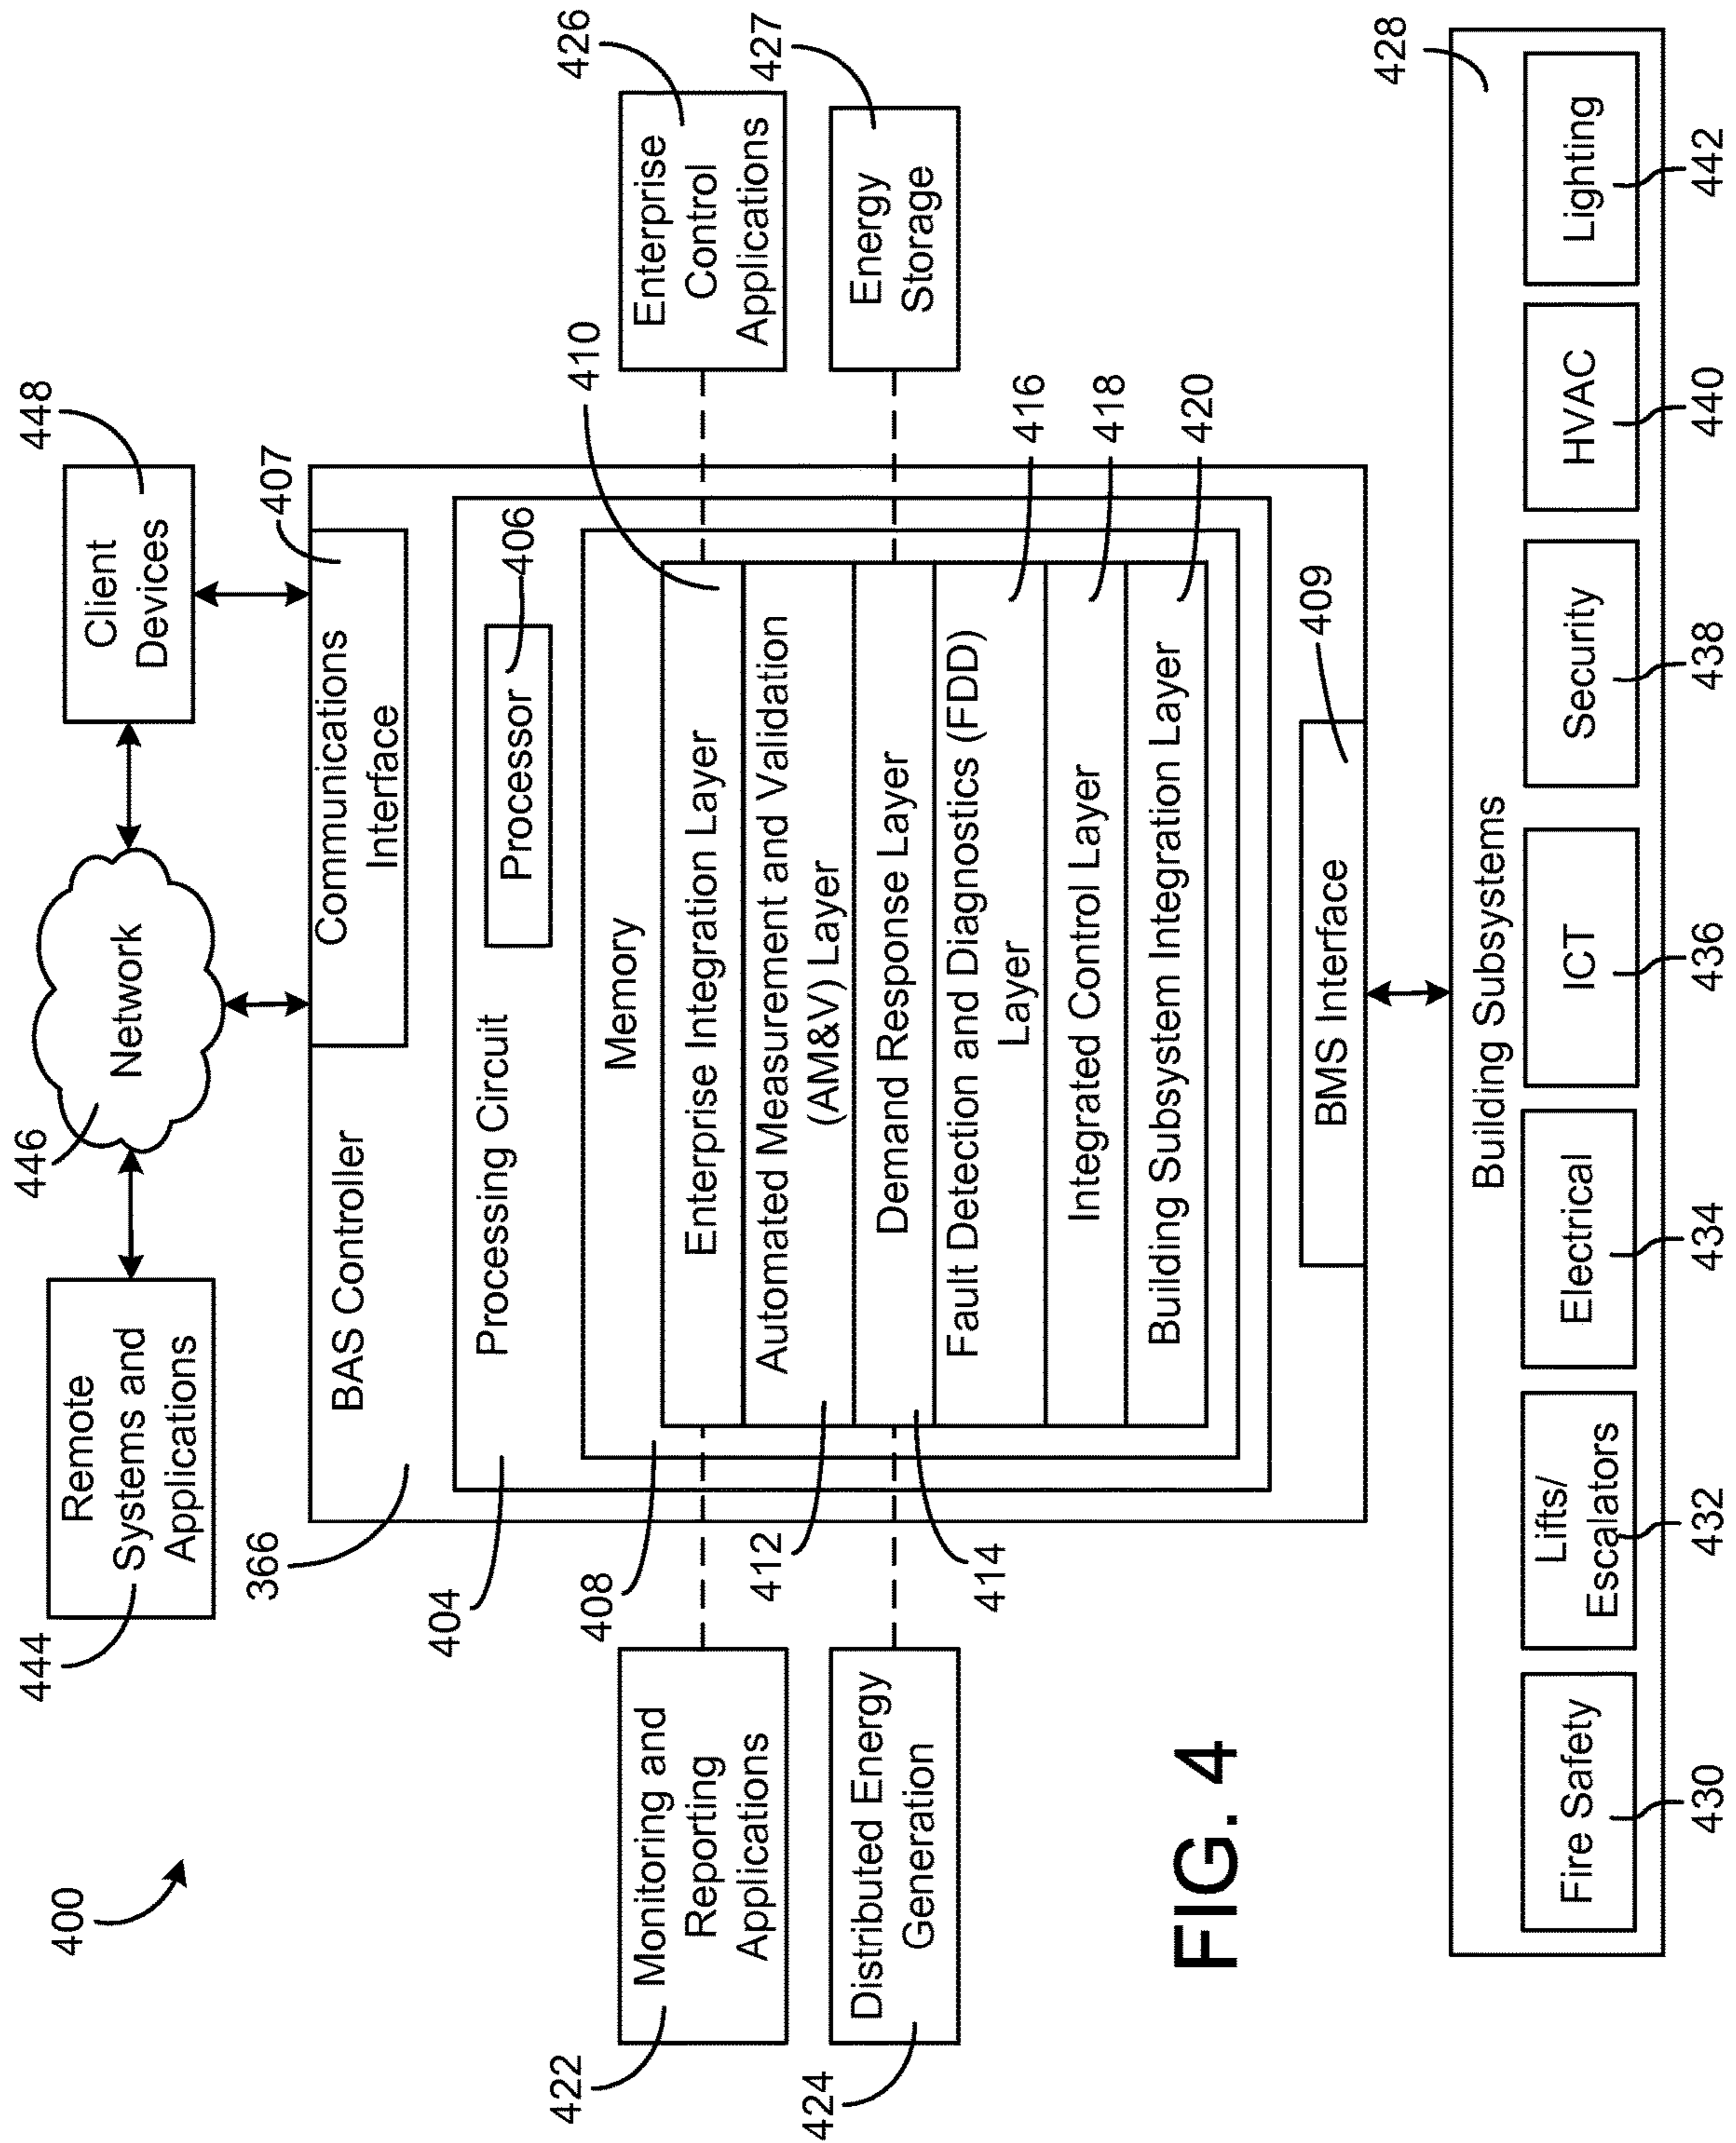 400
444
Remote
Systems and
Applications
446
Network
Client
Devices
448
366
BAS Controller
Communications
Interface
407
404
Processing Circuit
Processor
406
408
Memory
410
Enterprise Integration Layer
Automated Measurement and Validation
(AM&V) Layer
412
Demand Response Layer
414
Fault Detection and Diagnostics (FDD)
Layer
416
Integrated Control Layer
418
Building Subsystem Integration Layer
420
BMS Interface
409
422
Monitoring and
Reporting
Applications
424
Distributed Energy
Generation
426
Enterprise
Control
Applications
427
Energy
Storage
FIG. 4
Building Subsystems
428
Fire Safety
Lifts/
Escalators
Electrical
ICT
Security
HVAC
Lighting
430
432
434
436
438
440
442